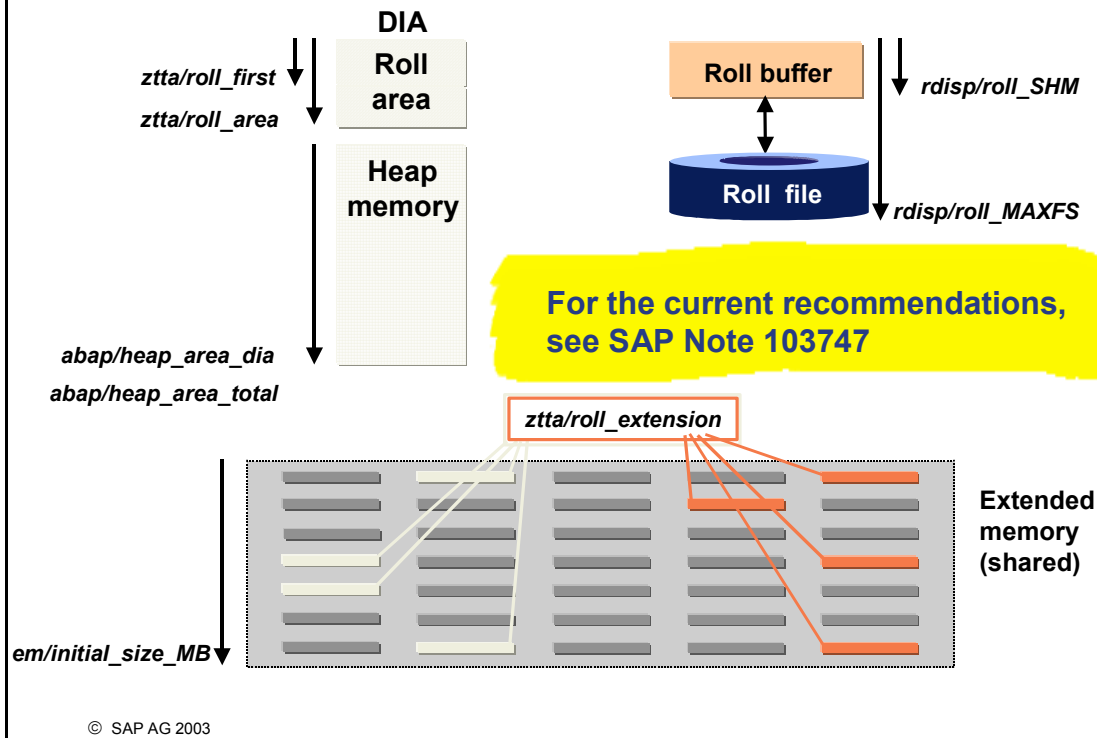 DIA
Roll
area
ztta/roll_first
ztta/roll_area
Roll buffer
rdisp/roll_SHM
Heap
memory
Roll file
rdisp/roll_MAXFS
For the current recommendations,
see SAP Note 103747
abap/heap_area_dia
abap/heap_area_total
ztta/roll_extension
Extended
memory
(shared)
em/initial_size_MB
© SAP AG 2003